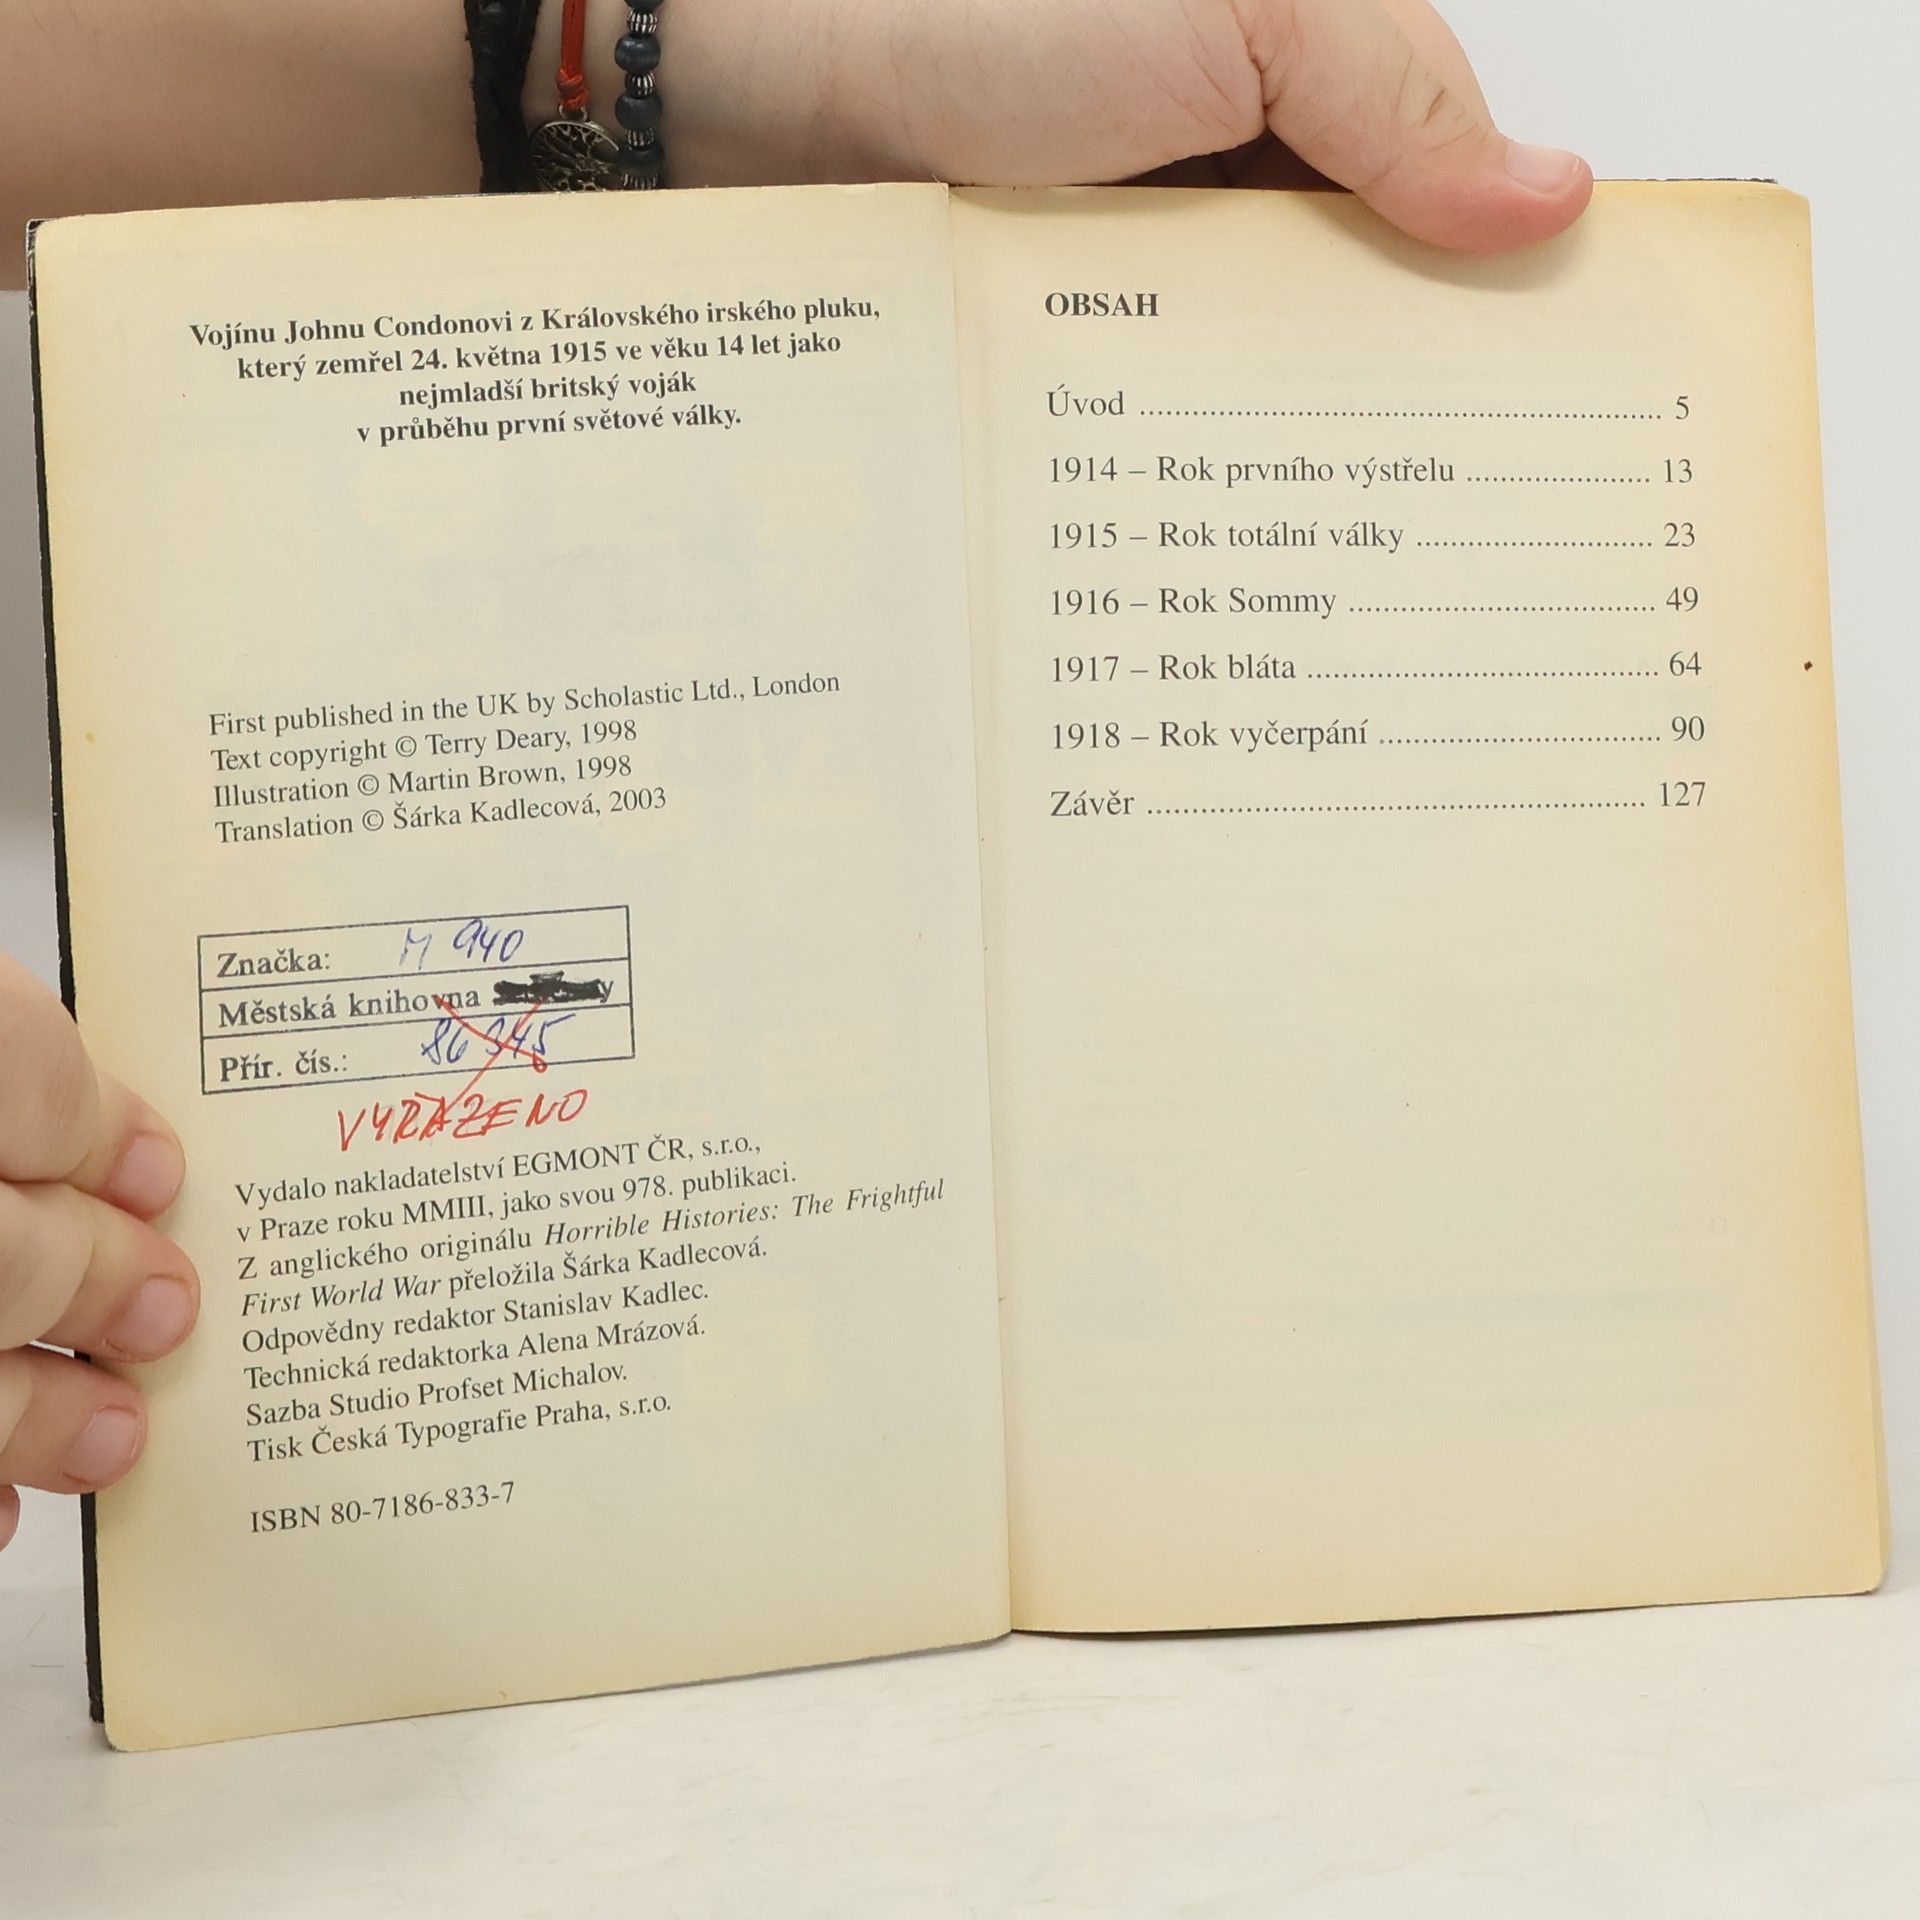 Vojínu Johnu Condonovi z Královského irského pluku,
který zemřel 24. května 1915 ve věku 14 let jako
nejmladší britský voják
v průběhu první světové války.
First published in the UK by Scholastic Ltd., London
Text copyright © Terry Deary, 1998
Illustration © Martin Brown, 1998
Translation © Šárka Kadlecová, 2003
Značka: M 940
Městská knihovna
Přír. čís.: 86345
VYŘAZENO
Vydalo nakladatelství EGMONT ČR, s.r.o.,
v Praze roku MMIII, jako svou 978. publikaci.
Z anglického originálu Horrible Histories: The Frightful
First World War přeložila Šárka Kadlecová.
Odpovědny redaktor Stanislav Kadlec.
Technická redaktorka Alena Mrázová.
Sazba Studio Profset Michalov.
Tisk Česká Typografie Praha, s.r.o.
ISBN 80-7186-833-7
OBSAH
Úvod ........................................................... 5
1914 – Rok prvního výstřelu ..................... 13
1915 – Rok totální války ........................... 23
1916 – Rok Sommy ................................... 49
1917 – Rok bláta ........................................ 64
1918 – Rok vyčerpání ................................ 90
Závěr ......................................................... 127